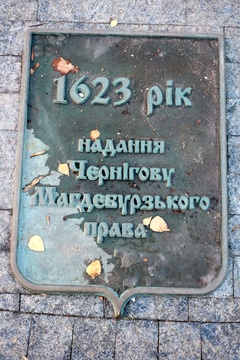 1623 рік
надання
Чернігову
Магдебурзького
права